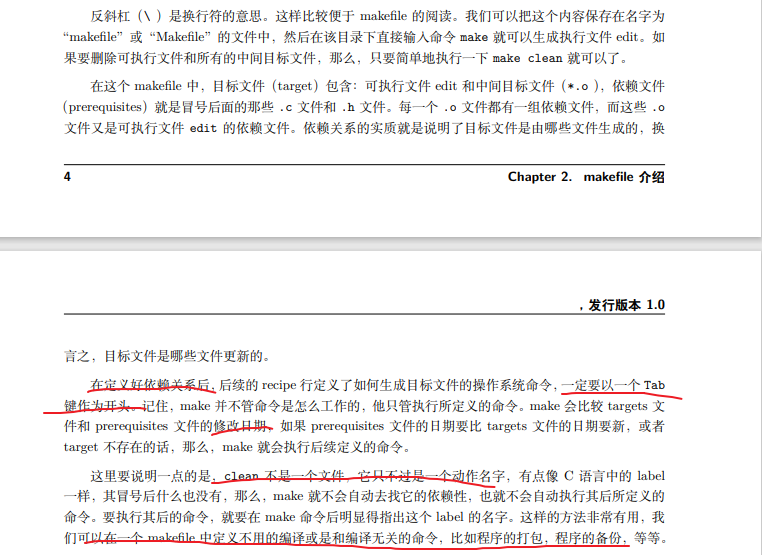 反斜杠（\ ）是换行符的意思。这样比较便于 makefile 的阅读。我们可以把这个内容保存在名字为
“makefile”或“Makefile”的文件中，然后在该目录下直接输入命令 make 就可以生成执行文件 edit。如
果要删除可执行文件和所有的中间目标文件，那么，只要简单地执行一下 make clean 就可以了。
在这个 makefile 中，目标文件（target）包含：可执行文件 edit 和中间目标文件（*.o ），依赖文件
（prerequisites）就是冒号后面的那些 .c 文件和 .h 文件。每一个 .o 文件都有一组依赖文件，而这些 .o
文件又是可执行文件 edit 的依赖文件。依赖关系的实质就是说明了目标文件是由哪些文件生成的，换
4 Chapter 2. makefile 介绍
, 发行版本 1.0
言之，目标文件是哪些文件更新的。
在定义好依赖关系后，后续的 recipe 行定义了如何生成目标文件的操作系统命令，一定要以一个 Tab
键作为开头。记住，make 并不管命令是怎么工作的，他只管执行所定义的命令。make 会比较 targets 文
件和 prerequisites 文件的修改日期，如果 prerequisites 文件的日期要比 targets 文件的日期要新，或者
target 不存在的话，那么，make 就会执行后续定义的命令。
这里要说明一点的是，clean 不是一个文件，它只不过是一个动作名字，有点像 C 语言中的 label
一样，其冒号后什么也没有，那么，make 就不会自动去找它的依赖性，也就不会自动执行其后所定义的
命令。要执行其后的命令，就要在 make 命令后明显得指出这个 label 的名字。这样的方法非常有用，我
们可以在一个 makefile 中定义不用的编译或是和编译无关的命令，比如程序的打包，程序的备份，等等。